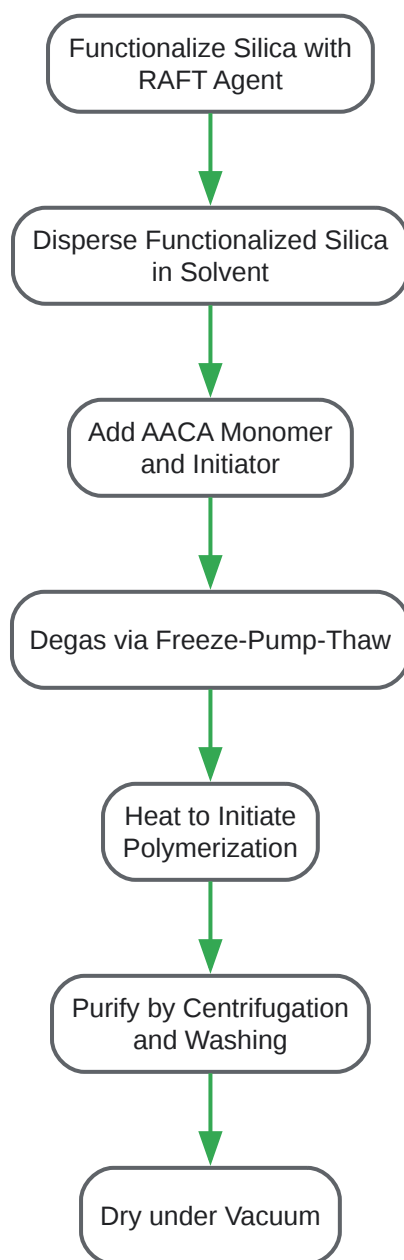 Functionalize Silica with
RAFT Agent
Disperse Functionalized Silica
in Solvent
Add AACA Monomer
and Initiator
Degas via Freeze-Pump-Thaw
Heat to Initiate
Polymerization
Purify by Centrifugation
and Washing
Dry under Vacuum